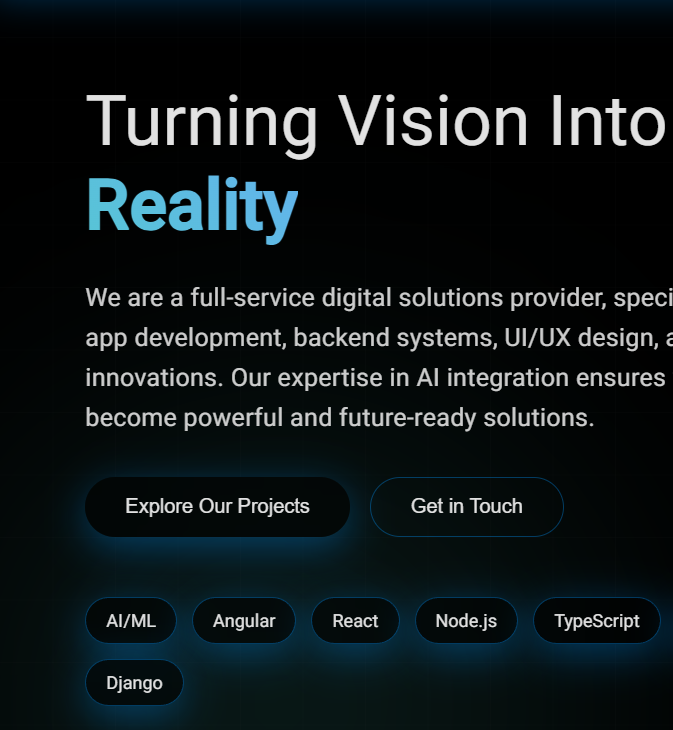 Turning Vision Into
Reality
We are a full-service digital solutions provider, speci
app development, backend systems, UI/UX design, a
innovations. Our expertise in AI integration ensures
become powerful and future-ready solutions.
Explore Our Projects Get in Touch
AI/ML Angular React Node.js TypeScript
Django